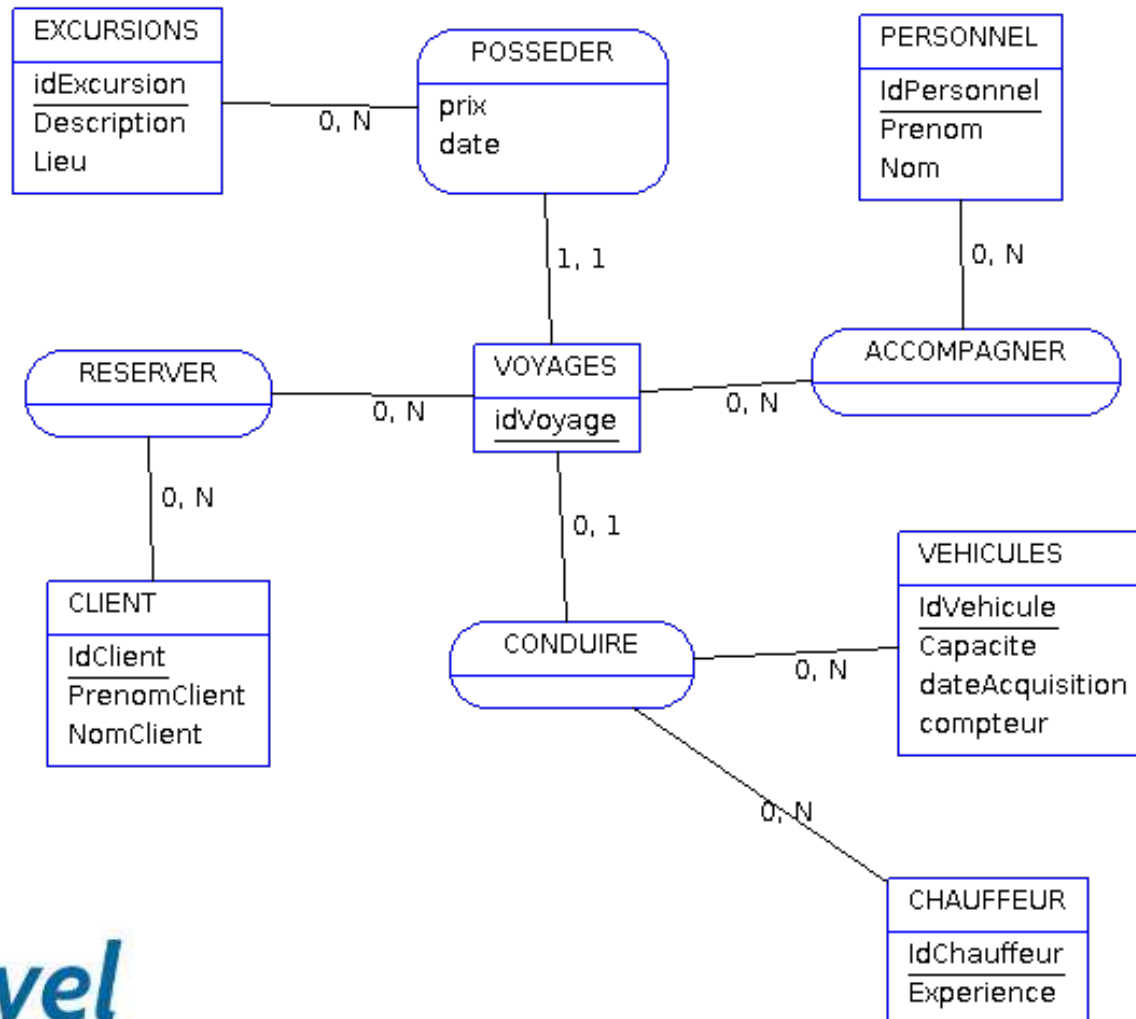 EXCURSIONS
idExcursion
Description
Lieu
0, N
POSSEDER
prix
date
PERSONNEL
IdPersonnel
Prenom
Nom
1, 1
0, N
RESERVER
0, N
VOYAGES
idVoyage
0, N
ACCOMPAGNER
0, N
0, 1
CLIENT
IdClient
PrenomClient
NomClient
CONDUIRE
0, N
VEHICULES
IdVehicule
Capacite
dateAcquisition
compteur
0, N
CHAUFFEUR
IdChauffeur
Experience
vel